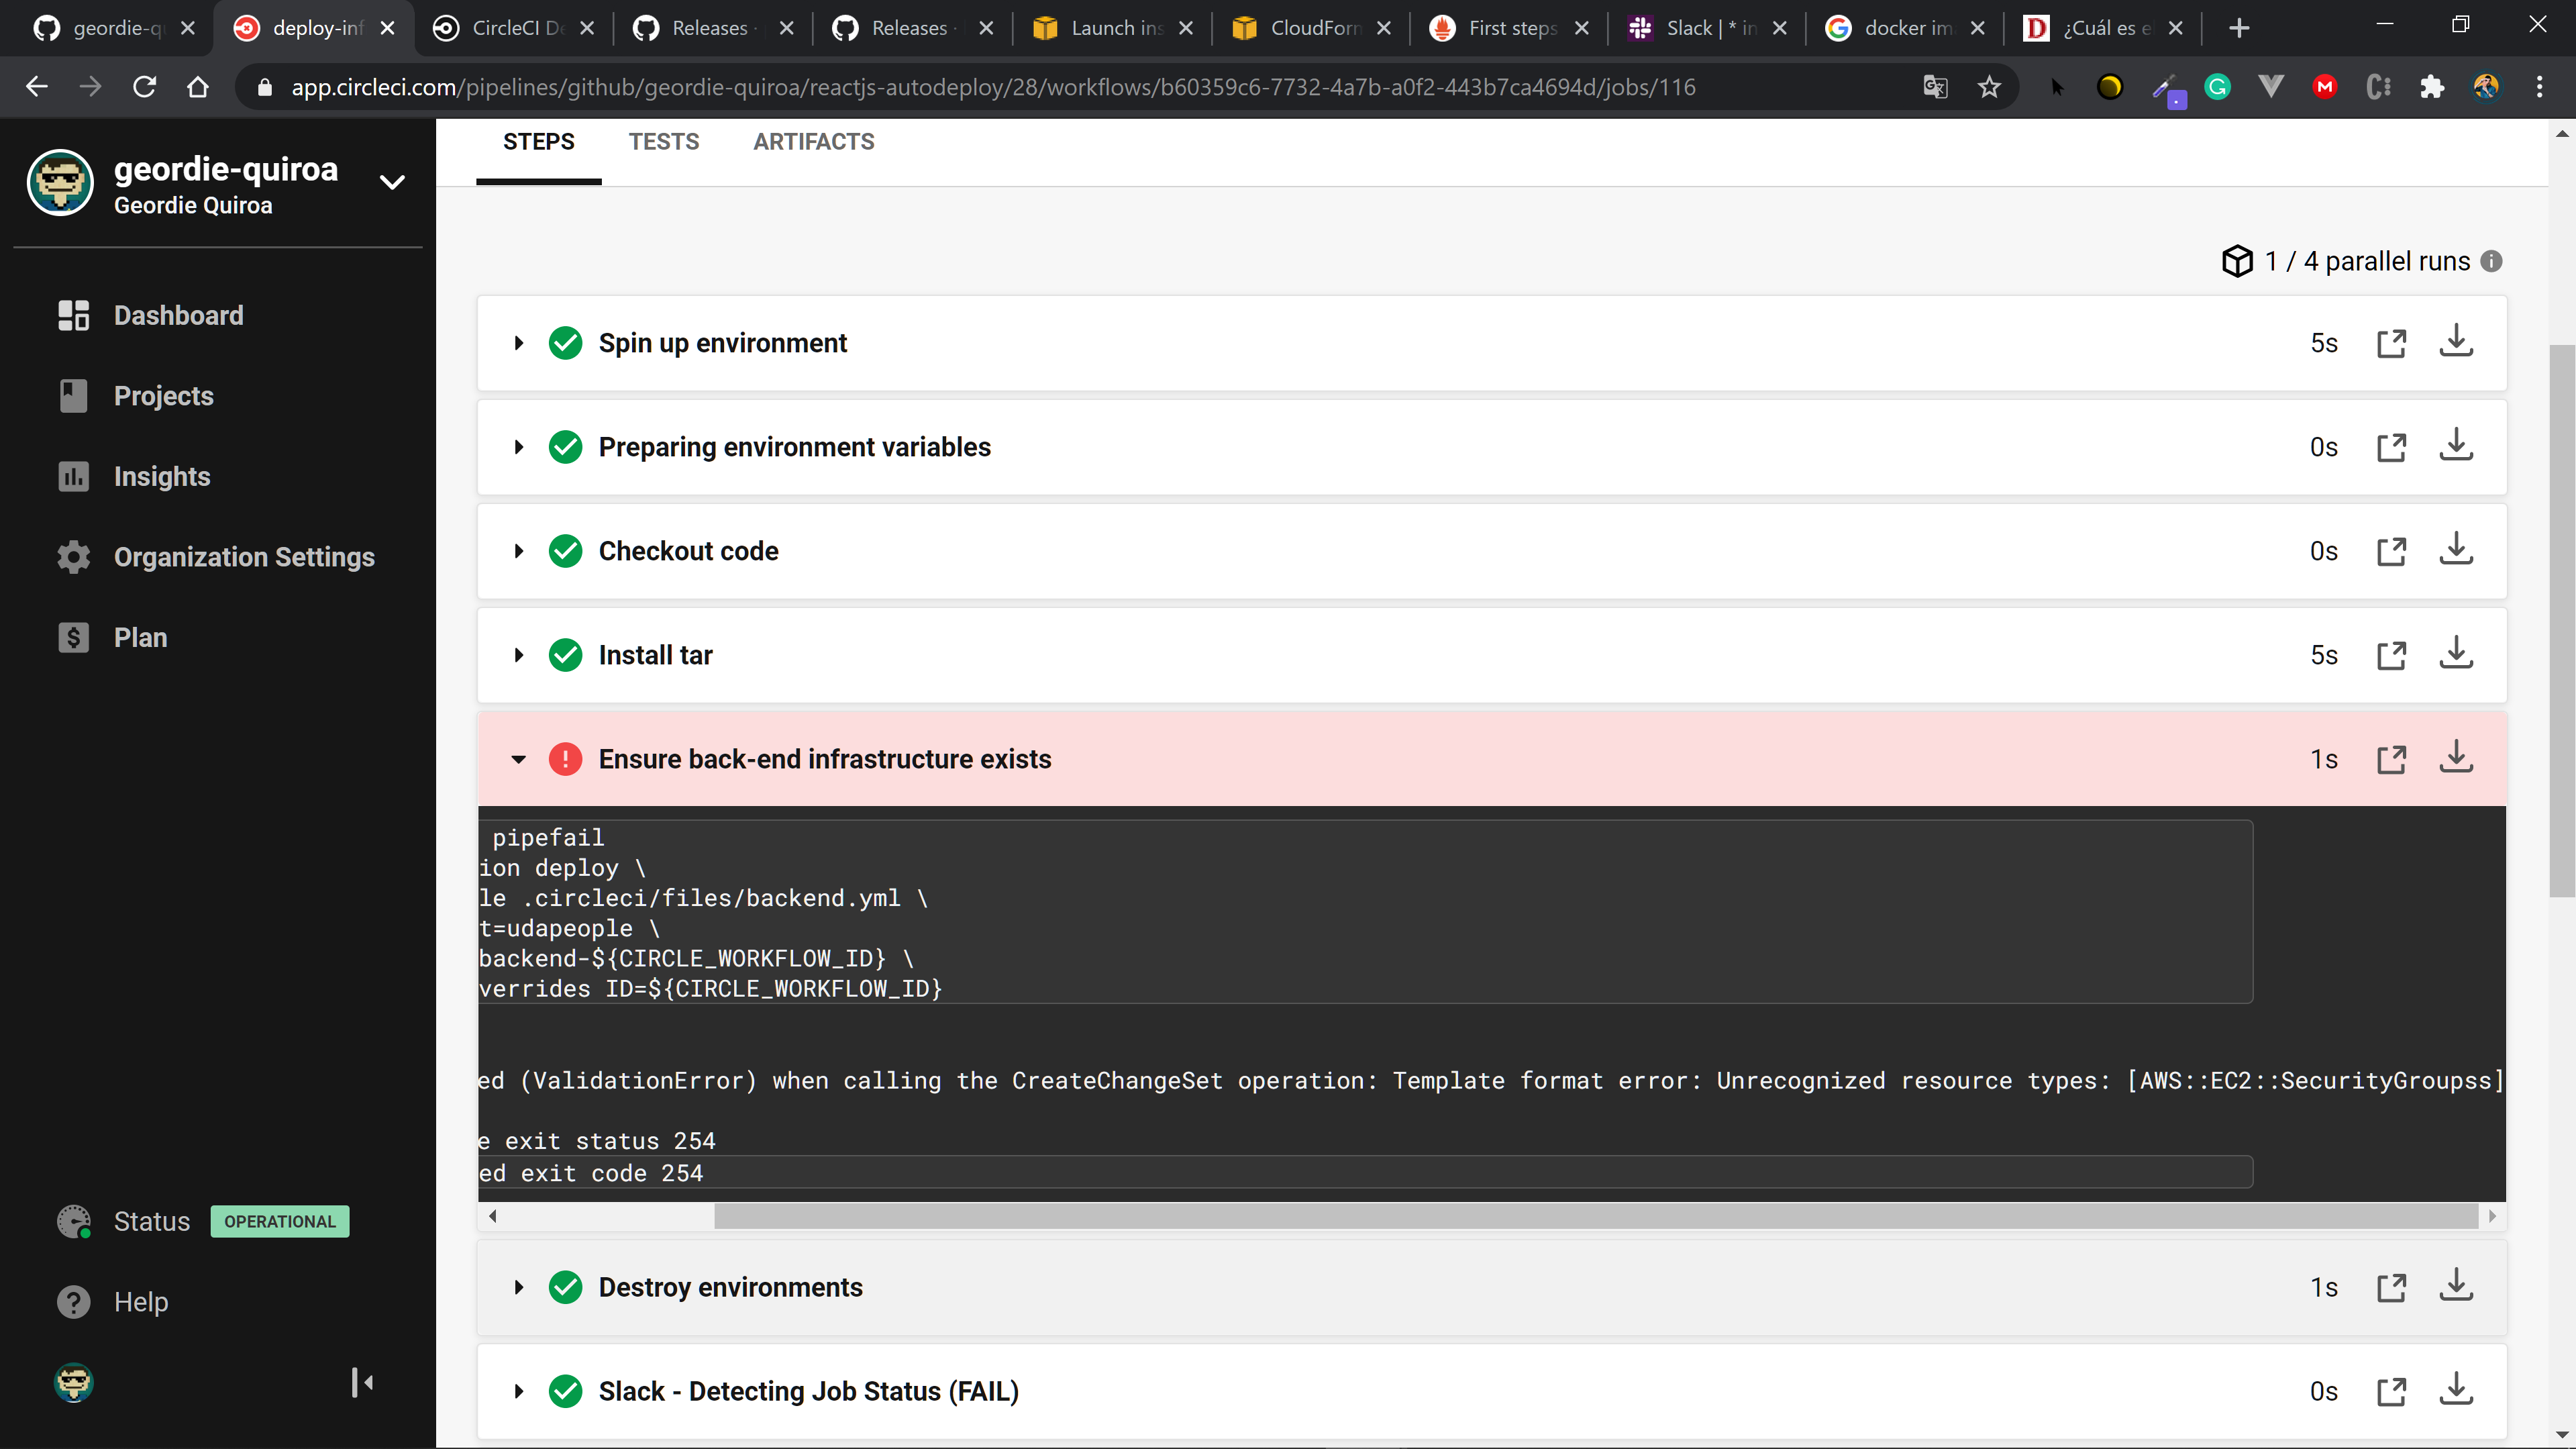 geordie-q
deploy-inf
CircleCI De
Releases ·
Releases ·
Launch ins
CloudForm
First steps
Slack | * in
docker im
¿Cuál es e
app.circleci.com/pipelines/github/geordie-quiroa/reactjs-autodeploy/28/workflows/b60359c6-7732-4a7b-a0f2-443b7ca4694d/jobs/116
geordie-quiroa
Geordie Quiroa
Dashboard
Projects
Insights
Organization Settings
Plan
Status OPERATIONAL
Help
STEPS TESTS ARTIFACTS
1 / 4 parallel runs
Spin up environment 5s
Preparing environment variables 0s
Checkout code 0s
Install tar 5s
Ensure back-end infrastructure exists 1s
pipefail
ion deploy \
le .circleci/files/backend.yml \
t=udapeople \
backend-${CIRCLE_WORKFLOW_ID} \
verrides ID=${CIRCLE_WORKFLOW_ID}
ed (ValidationError) when calling the CreateChangeSet operation: Template format error: Unrecognized resource types: [AWS::EC2::SecurityGroupss]
e exit status 254
ed exit code 254
Destroy environments 1s
Slack - Detecting Job Status (FAIL) 0s